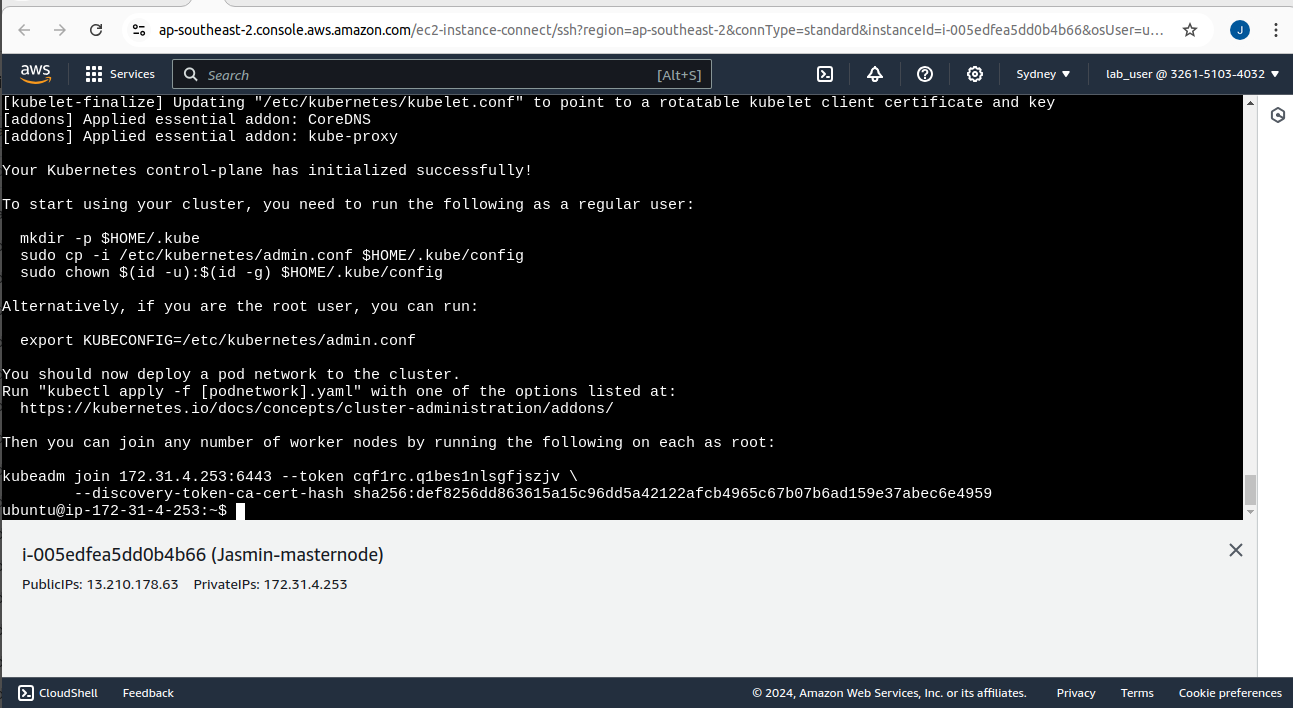 ap-southeast-2.console.aws.amazon.com/ec2-instance-connect/ssh?region=ap-southeast-2&connType=standard&instanceId=i-005edfea5dd0b4b66&osUser=u...
J
aws
Services
Search
[Alt+S]
Sydney
lab_user @ 3261-5103-4032
[kubelet-finalize] Updating "/etc/kubernetes/kubelet.conf" to point to a rotatable kubelet client certificate and key
[addons] Applied essential addon: CoreDNS
[addons] Applied essential addon: kube-proxy
Your Kubernetes control-plane has initialized successfully!
To start using your cluster, you need to run the following as a regular user:
mkdir -p $HOME/.kube
sudo cp -i /etc/kubernetes/admin.conf $HOME/.kube/config
sudo chown $(id -u):$(id -g) $HOME/.kube/config
Alternatively, if you are the root user, you can run:
export KUBECONFIG=/etc/kubernetes/admin.conf
You should now deploy a pod network to the cluster.
Run "kubectl apply -f [podnetwork].yaml" with one of the options listed at:
https://kubernetes.io/docs/concepts/cluster-administration/addons/
Then you can join any number of worker nodes by running the following on each as root:
kubeadm join 172.31.4.253:6443 --token cqf1rc.q1bes1nlsgfjszjv \
--discovery-token-ca-cert-hash sha256:def8256dd863615a15c96dd5a42122afcb4965c67b07b6ad159e37abec6e4959
ubuntu@ip-172-31-4-253:~$
i-005edfea5dd0b4b66 (Jasmin-masternode)
PublicIPs: 13.210.178.63 PrivateIPs: 172.31.4.253
CloudShell
Feedback
© 2024, Amazon Web Services, Inc. or its affiliates.
Privacy
Terms
Cookie preferences